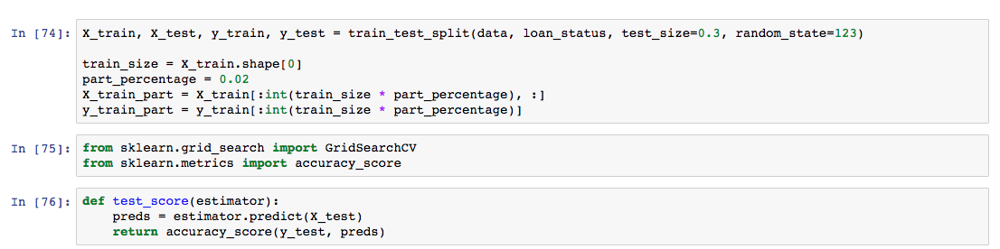 In [74]: X_train, X_test, y_train, y_test = train_test_split(data, loan_status, test_size=0.3, random_state=123)
train_size = X_train.shape[0]
part_percentage = 0.02
X_train_part = X_train[:int(train_size * part_percentage), :]
y_train_part = y_train[:int(train_size * part_percentage)]
In [75]: from sklearn.grid_search import GridSearchCV
from sklearn.metrics import accuracy_score
In [76]: def test_score(estimator):
preds = estimator.predict(X_test)
return accuracy_score(y_test, preds)